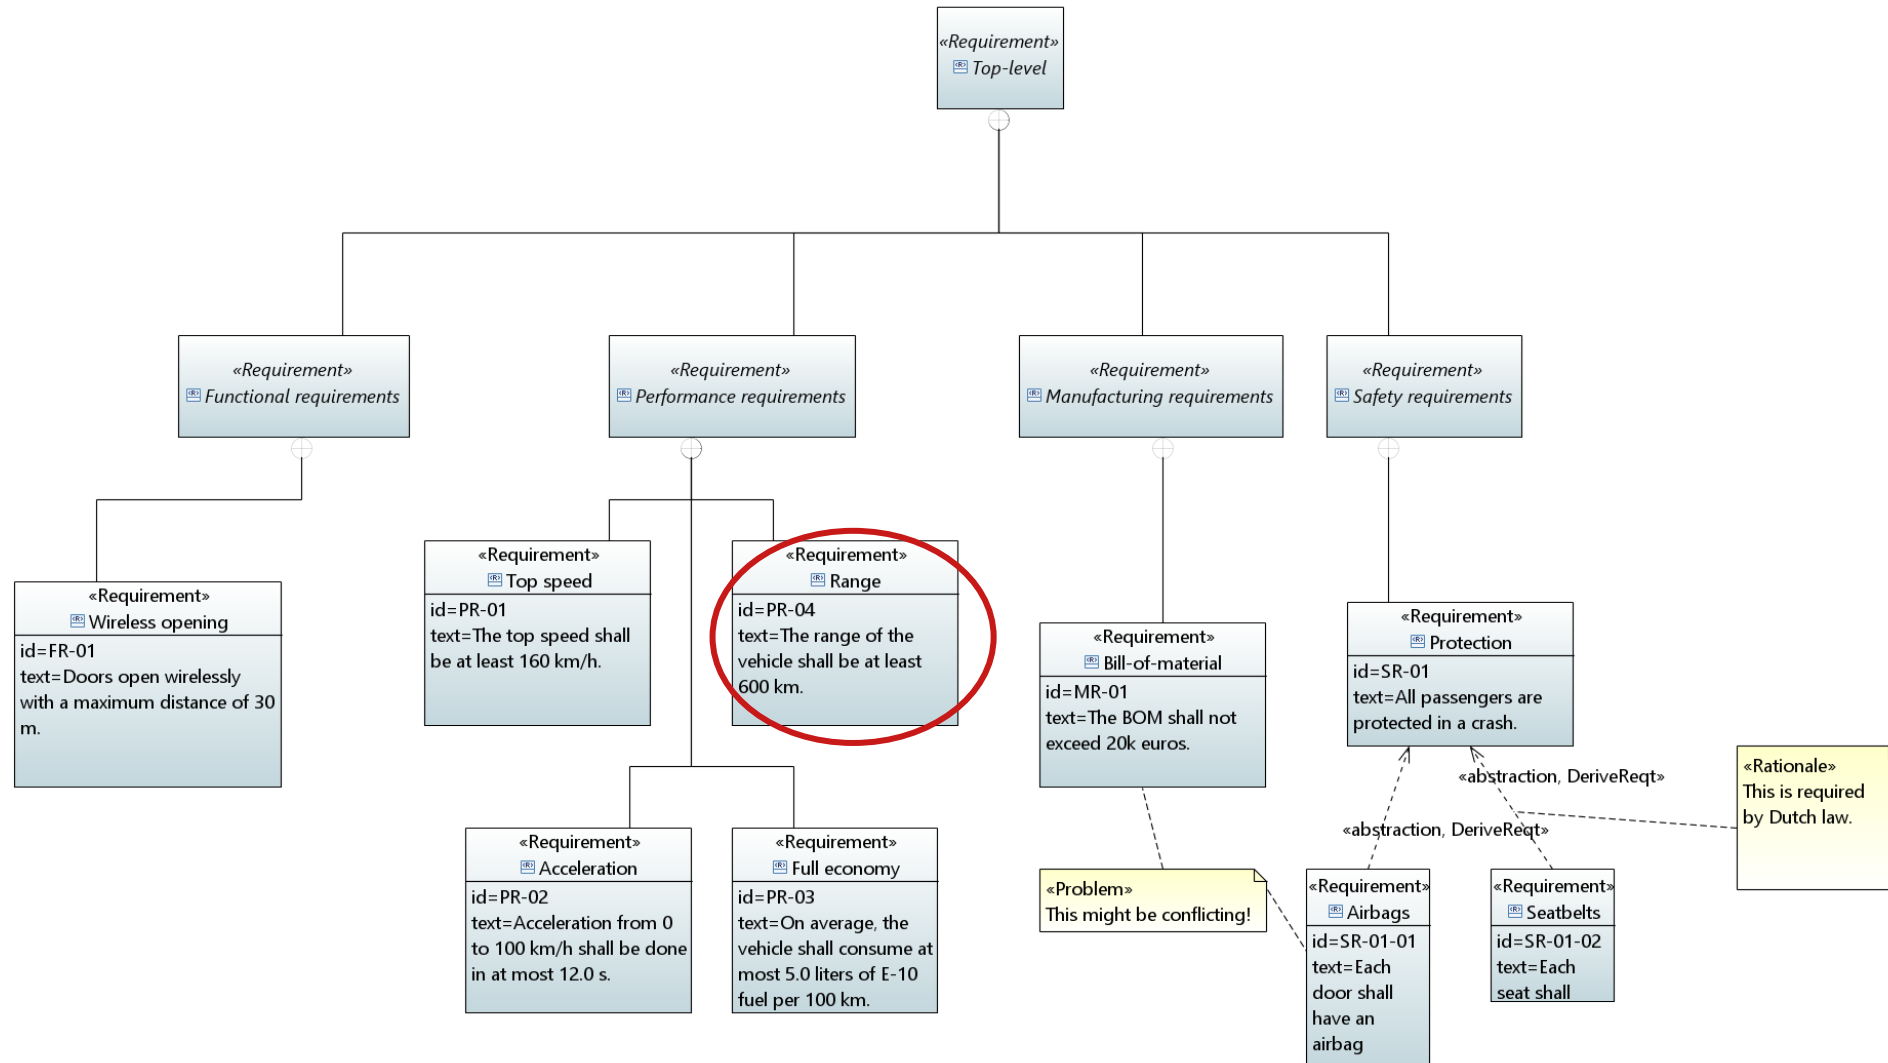 «Requirement»
Top-level
«Requirement»
Functional requirements
«Requirement»
Performance requirements
«Requirement»
Manufacturing requirements
«Requirement»
Safety requirements
«Requirement»
Wireless opening
id=FR-01
text=Doors open wirelessly
with a maximum distance of 30
m.
«Requirement»
Top speed
id=PR-01
text=The top speed shall
be at least 160 km/h.
«Requirement»
Range
id=PR-04
text=The range of the
vehicle shall be at least
600 km.
«Requirement»
Acceleration
id=PR-02
text=Acceleration from 0
to 100 km/h shall be done
in at most 12.0 s.
«Requirement»
Full economy
id=PR-03
text=On average, the
vehicle shall consume at
most 5.0 liters of E-10
fuel per 100 km.
«Requirement»
Bill-of-material
id=MR-01
text=The BOM shall not
exceed 20k euros.
«Problem»
This might be conflicting!
«Requirement»
Protection
id=SR-01
text=All passengers are
protected in a crash.
«abstraction, DeriveReqt»
«abstraction, DeriveReqt»
«Rationale»
This is required
by Dutch law.
«Requirement»
Airbags
id=SR-01-01
text=Each
door shall
have an
airbag
«Requirement»
Seatbelts
id=SR-01-02
text=Each
seat shall